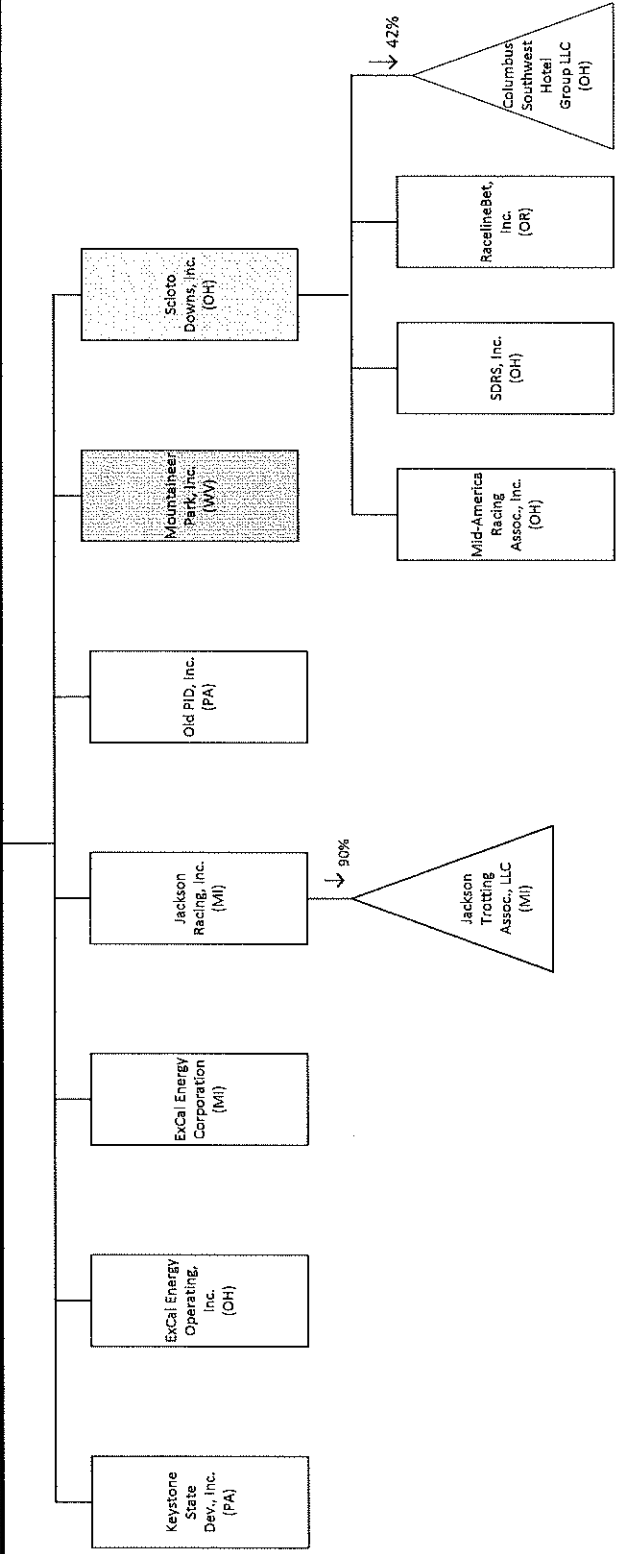 Keystone
State
Dev., Inc.
(PA)
ExCal Energy
Operating,
Inc.
(OH)
ExCal Energy
Corporation
(MI)
Jackson
Racing, Inc.
(MI)
Old PID, Inc.
(PA)
Mountaineer
Park, Inc.
(WV)
Scioto
Downs, Inc.
(OH)
90%
Jackson
Trotting
Assoc., LLC
(MI)
Mid-America
Racing
Assoc., Inc.
(OH)
SDRS, Inc.
(OH)
RacelineBet,
Inc.
(OR)
42%
Columbus
Southwest
Hotel
Group LLC
(OH)